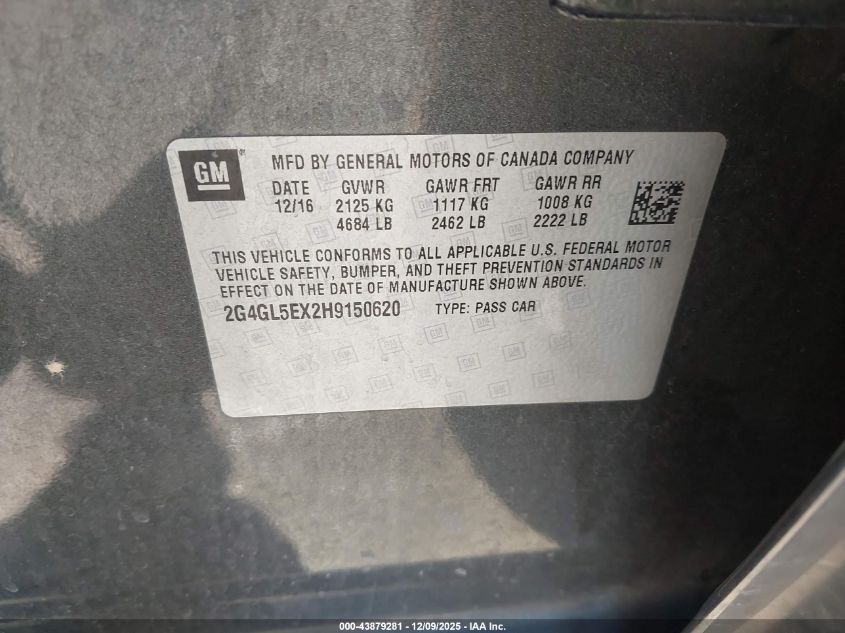 GM
MFD BY GENERAL MOTORS OF CANADA COMPANY
DATE GVWR GAWR FRT GAWR RR
12/16 2125 KG 1117 KG 1008 KG
4684 LB 2462 LB 2222 LB
THIS VEHICLE CONFORMS TO ALL APPLICABLE U.S. FEDERAL MOTOR
VEHICLE SAFETY, BUMPER, AND THEFT PREVENTION STANDARDS IN
EFFECT ON THE DATE OF MANUFACTURE SHOWN ABOVE.
2G4GL5EX2H9150620 TYPE: PASS CAR
000-43879281 - 12/09/2025 - IAA Inc.